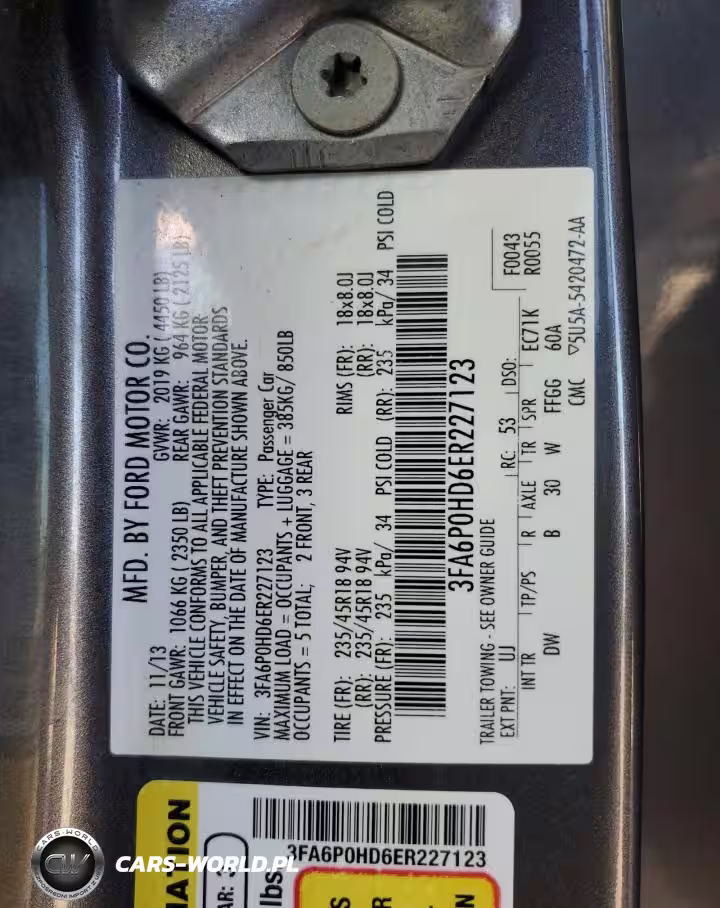 MFD. BY FORD MOTOR CO.
DATE: 11/13 GVWR: 2019 KG ( 4450 LB)
FRONT GAWR: 1066 KG ( 2350 LB) REAR GAWR: 964 KG ( 2125 LB)
THIS VEHICLE CONFORMS TO ALL APPLICABLE FEDERAL MOTOR
VEHICLE SAFETY, BUMPER, AND THEFT PREVENTION STANDARDS
IN EFFECT ON THE DATE OF MANUFACTURE SHOWN ABOVE.
VIN: 3FA6P0HD6ER227123 TYPE: Passenger Car
MAXIMUM LOAD = OCCUPANTS + LUGGAGE = 385KG/ 850LB
OCCUPANTS = 5 TOTAL; 2 FRONT, 3 REAR
TIRE (FR): 235/45R18 94V RIMS (FR): 18x8.0J
(RR): 235/45R18 94V (RR): 18x8.0J
PRESSURE (FR): 235 kPa/ 34 PSI COLD (RR): 235 kPa/ 34 PSI COLD
3FA6P0HD6ER227123
TRAILER TOWING - SEE OWNER GUIDE F0043
EXT PNT: UJ RC: 53 DSO: R0055
INT TR TP/PS R AXLE TR SPR EC71K
DW B 30 W FFGG 60A
CMC ▽5U5A-5420472-AA
ATION
3FA6P0HD6ER227123
lbs
CARS-WORLD
CW
CARS-WORLD.PL